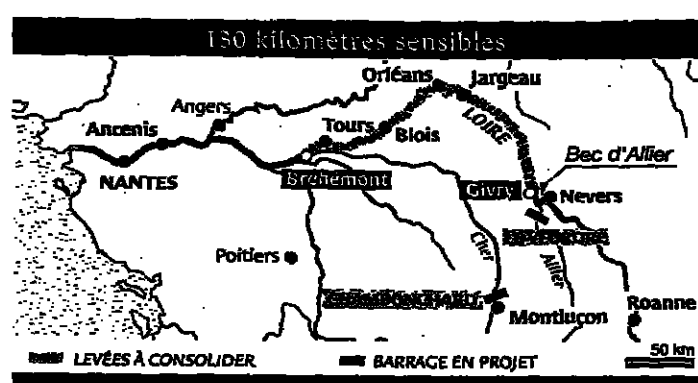 130 kilomètres sensibles
Orléans
Jargeau
Angers
LOIRE
Ancenis
Tours
Blois
Bec d'Allier
NANTES
Bréhémont
Givry
Nevers
Poitiers
Cher
Allier
Montluçon
Roanne
LEVÉES À CONSOLIDER
BARRAGE EN PROJET
50 km